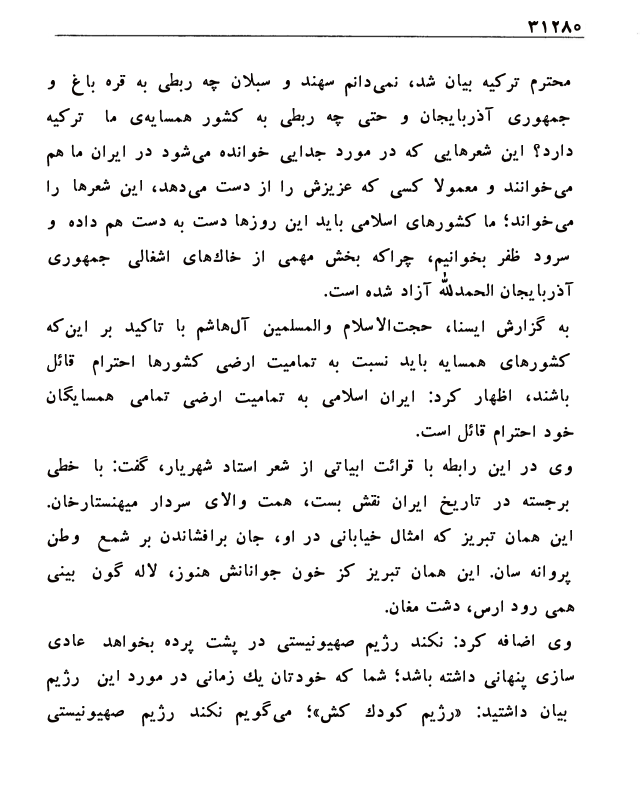 ۳۱۲۸۰
محترم ترکیه بیان شد، نمی‌دانم سهند و سبلان چه ربطی به قره باغ و
جمهوری آذربایجان و حتی چه ربطی به کشور همسایه‌ی ما ترکیه
دارد؟ این شعرهایی که در مورد جدایی خوانده می‌شود در ایران ما هم
می‌خوانند و معمولا کسی که عزیزش را از دست می‌دهد، این شعرها را
می‌خواند؛ ما کشورهای اسلامی باید این روزها دست به دست هم داده و
سرود ظفر بخوانیم، چراکه بخش مهمی از خاك‌های اشغالی جمهوری
آذربایجان الحمدلله آزاد شده است.
به گزارش ایسنا، حجت‌الاسلام والمسلمین آل‌هاشم با تاکید بر این‌که
کشورهای همسایه باید نسبت به تمامیت ارضی کشورها احترام قائل
باشند، اظهار کرد: ایران اسلامی به تمامیت ارضی تمامی همسایگان
خود احترام قائل است.
وی در این رابطه با قرائت ابیاتی از شعر استاد شهریار، گفت: با خطی
برجسته در تاریخ ایران نقش بست، همت والای سردار میهنستارخان.
این همان تبریز که امثال خیابانی در او، جان برافشاندن بر شمع وطن
پروانه سان. این همان تبریز کز خون جوانانش هنوز، لاله گون بینی
همی رود ارس، دشت مغان.
وی اضافه کرد: نکند رژیم صهیونیستی در پشت پرده بخواهد عادی
سازی پنهانی داشته باشد؛ شما که خودتان یك زمانی در مورد این رژیم
بیان داشتید: «رژیم کودك کش»؛ می‌گویم نکند رژیم صهیونیستی